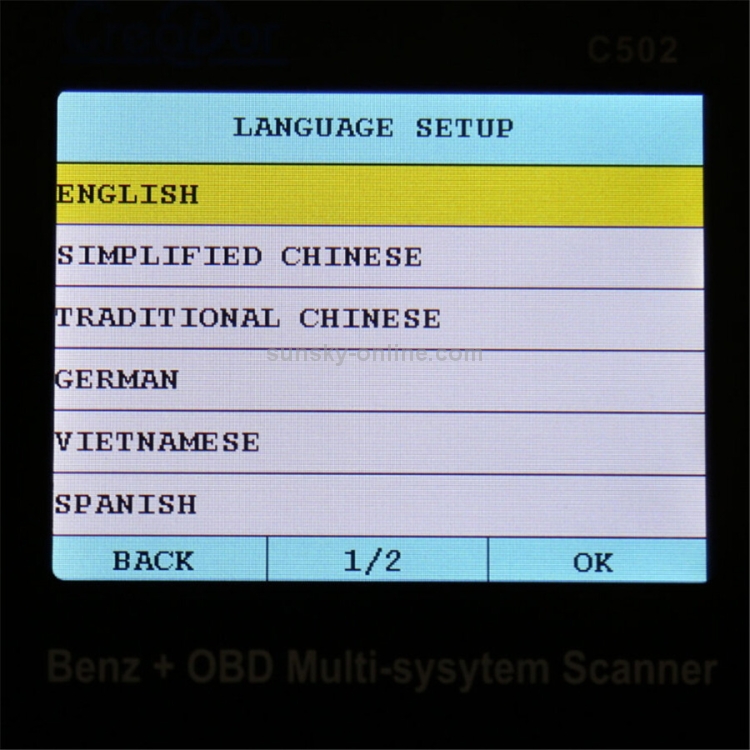 Creator
C502
LANGUAGE SETUP
ENGLISH
SIMPLIFIED CHINESE
TRADITIONAL CHINESE
sunsky-online.com
GERMAN
VIETNAMESE
SPANISH
BACK 1/2 OK
Benz + OBD Multi-sysytem Scanner